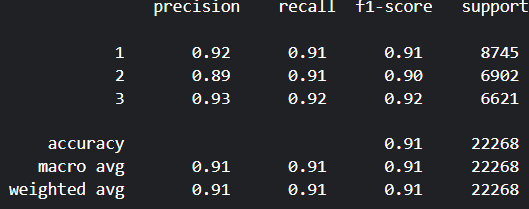 precision recall f1-score support
1 0.92 0.91 0.91 8745
2 0.89 0.91 0.90 6902
3 0.93 0.92 0.92 6621
accuracy 0.91 22268
macro avg 0.91 0.91 0.91 22268
weighted avg 0.91 0.91 0.91 22268